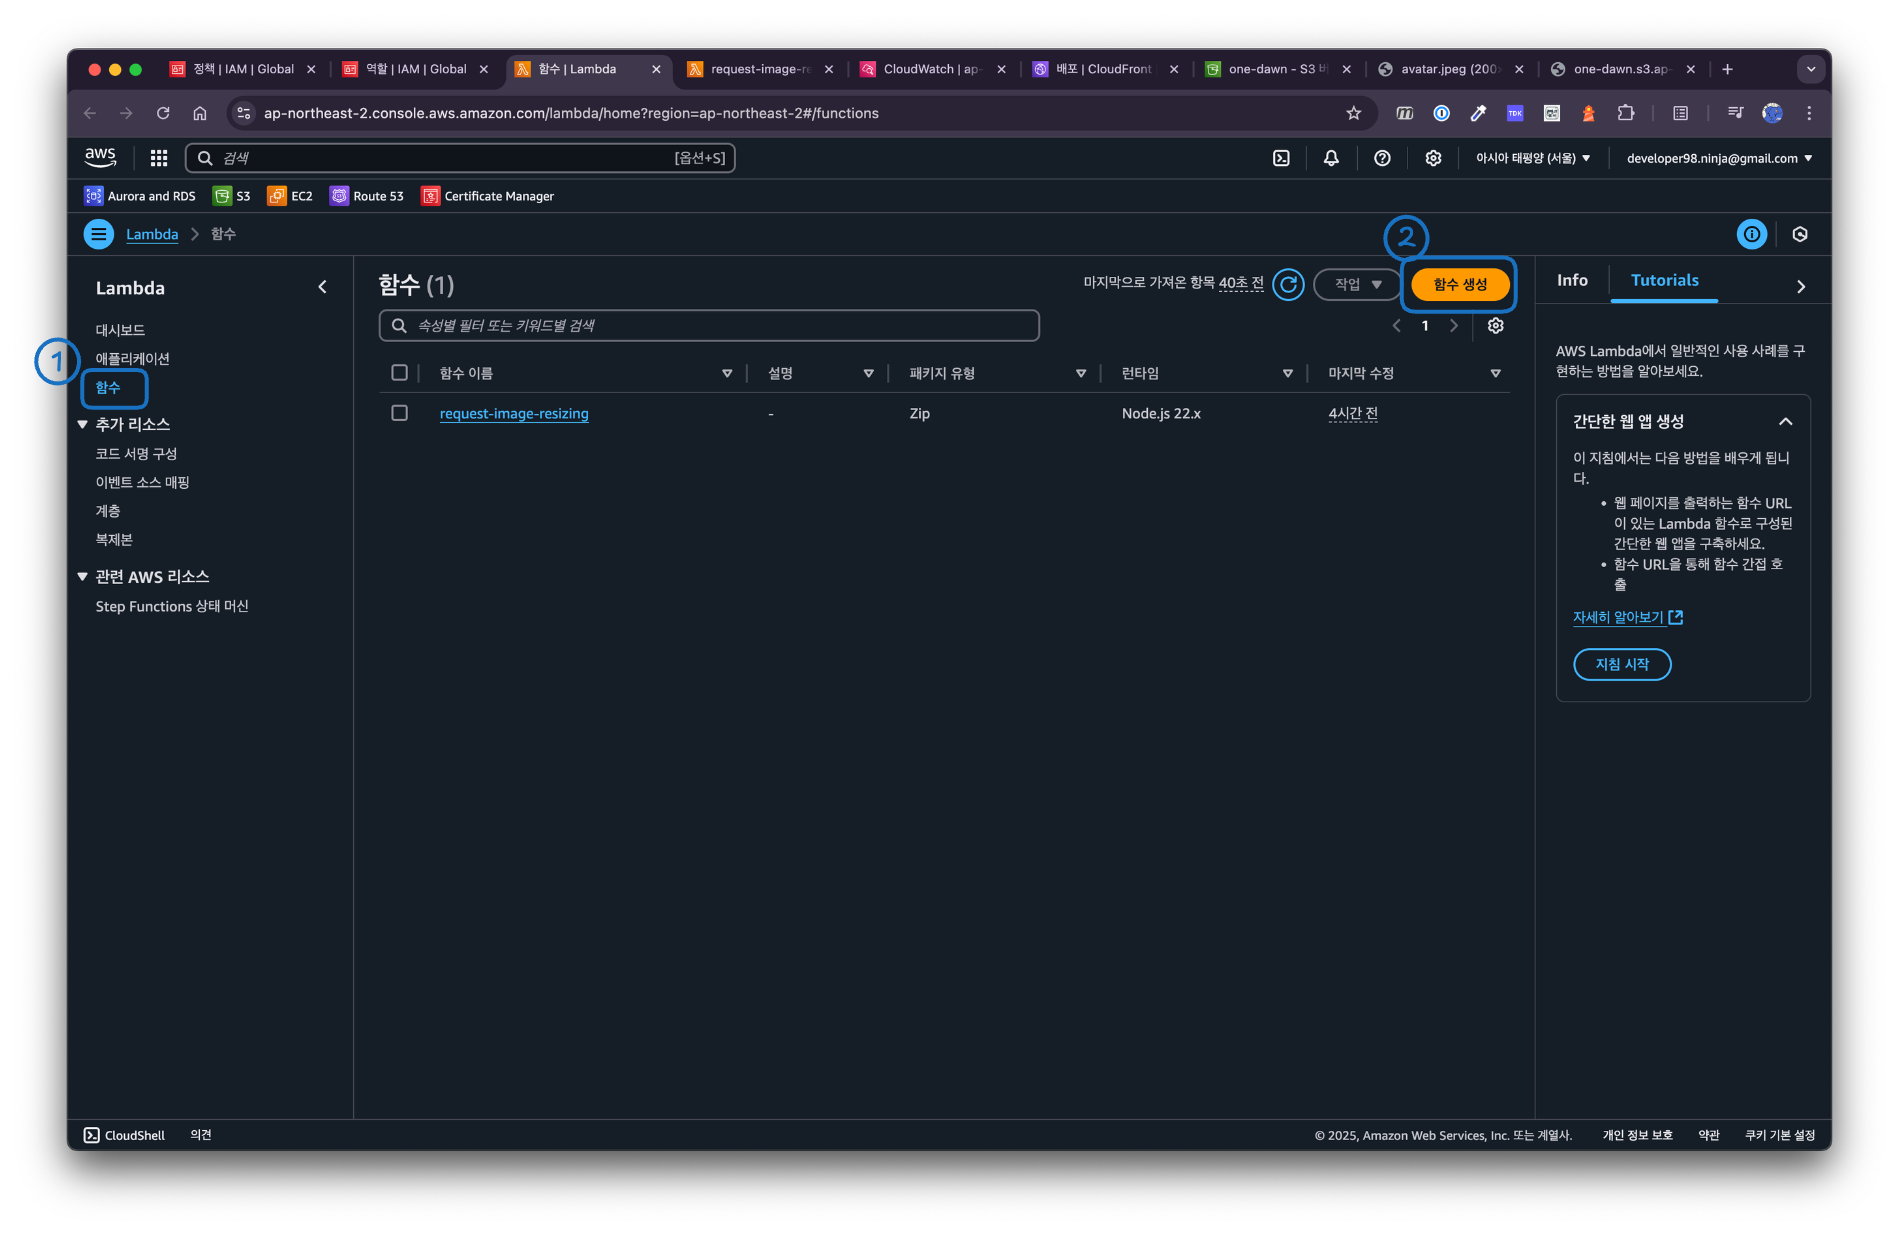 정책 | IAM | Global
역할 | IAM | Global
함수 | Lambda
request-image-re
CloudWatch | ap-
배포 | CloudFront
one-dawn - S3 버
avatar.jpeg (200×
one-dawn.s3.ap-
ap-northeast-2.console.aws.amazon.com/lambda/home?region=ap-northeast-2#/functions
TDK
aws
검색
[옵션+S]
아시아 태평양 (서울)
developer98.ninja@gmail.com
Aurora and RDS
S3
EC2
Route 53
Certificate Manager
Lambda
함수
2
Lambda
대시보드
1
애플리케이션
함수
추가 리소스
코드 서명 구성
이벤트 소스 매핑
계층
복제본
관련 AWS 리소스
Step Functions 상태 머신
함수 (1)
마지막으로 가져온 항목 40초 전
작업
함수 생성
속성별 필터 또는 키워드별 검색
1
함수 이름
설명
패키지 유형
런타임
마지막 수정
request-image-resizing
-
Zip
Node.js 22.x
4시간 전
Info
Tutorials
AWS Lambda에서 일반적인 사용 사례를 구
현하는 방법을 알아보세요.
간단한 웹 앱 생성
이 지침에서는 다음 방법을 배우게 됩니
다.
• 웹 페이지를 출력하는 함수 URL
이 있는 Lambda 함수로 구성된
간단한 웹 앱을 구축하세요.
• 함수 URL을 통해 함수 간접 호
출
자세히 알아보기
지침 시작
CloudShell
의견
© 2025, Amazon Web Services, Inc. 또는 계열사.
개인 정보 보호
약관
쿠키 기본 설정